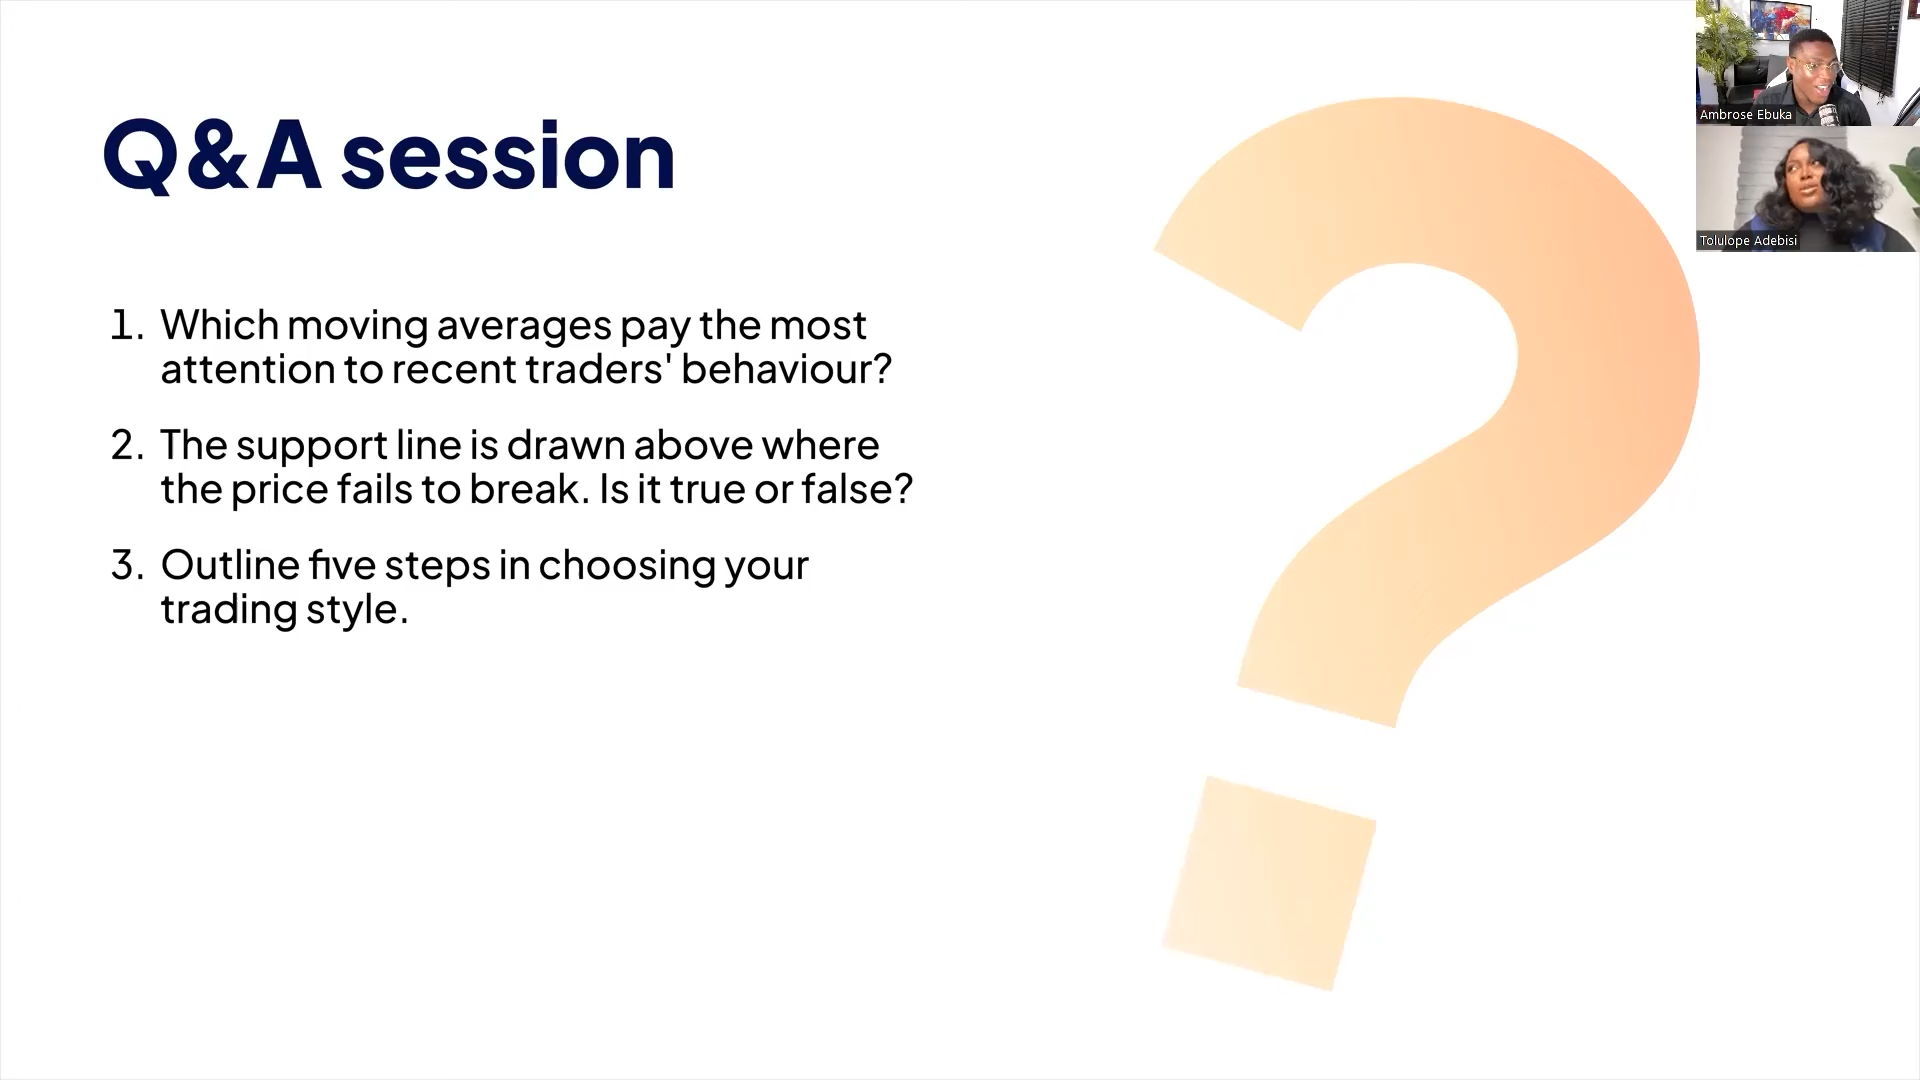 Q&A session
1. Which moving averages pay the most
attention to recent traders' behaviour?
2. The support line is drawn above where
the price fails to break. Is it true or false?
3. Outline five steps in choosing your
trading style.
Ambrose Ebuka
Tolulope Adebisi